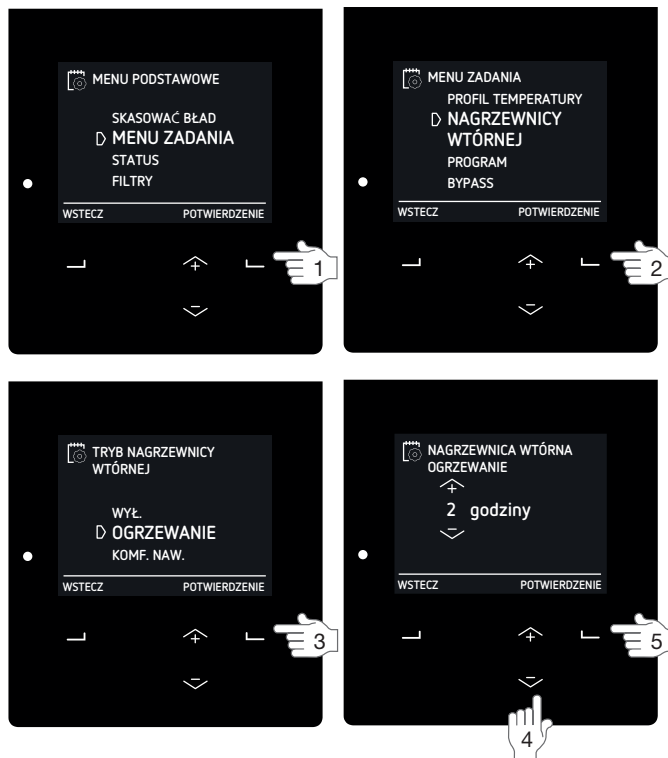 MENU PODSTAWOWE
SKASOWAĆ BŁAD
MENU ZADANIA
STATUS
FILTRY
WSTECZ POTWIERDZENIE
1
MENU ZADANIA
PROFIL TEMPERATURY
NAGRZEWNICY
WTÓRNEJ
PROGRAM
BYPASS
WSTECZ POTWIERDZENIE
2
TRYB NAGRZEWNICY
WTÓRNEJ
WYŁ.
OGRZEWANIE
KOMF. NAW.
WSTECZ POTWIERDZENIE
3
NAGRZEWNICA WTÓRNA
OGRZEWANIE
2 godziny
WSTECZ POTWIERDZENIE
5
4